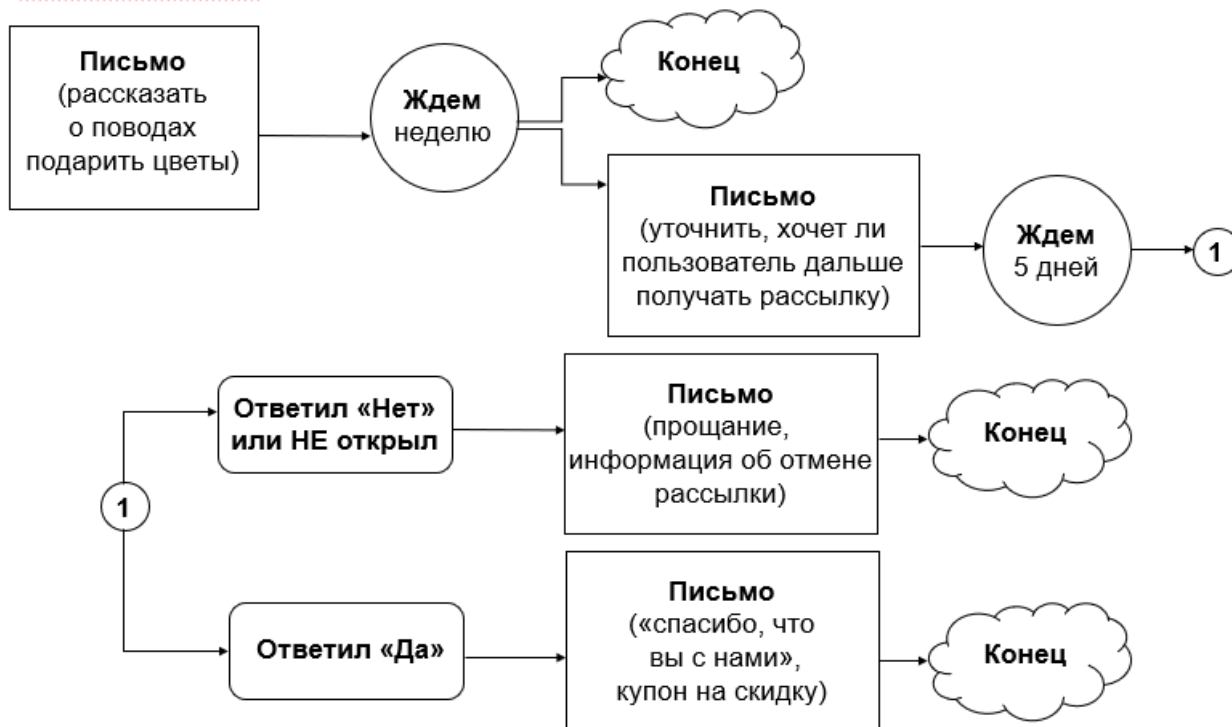 Письмо
(рассказать
о поводах
подарить цветы)
Ждем
неделю
Конец
Письмо
(уточнить, хочет ли
пользователь дальше
получать рассылку)
Ждем
5 дней
1
1
Ответил «Нет»
или НЕ открыл
Письмо
(прощание,
информация об отмене
рассылки)
Конец
Ответил «Да»
Письмо
(«спасибо, что
вы с нами»,
купон на скидку)
Конец